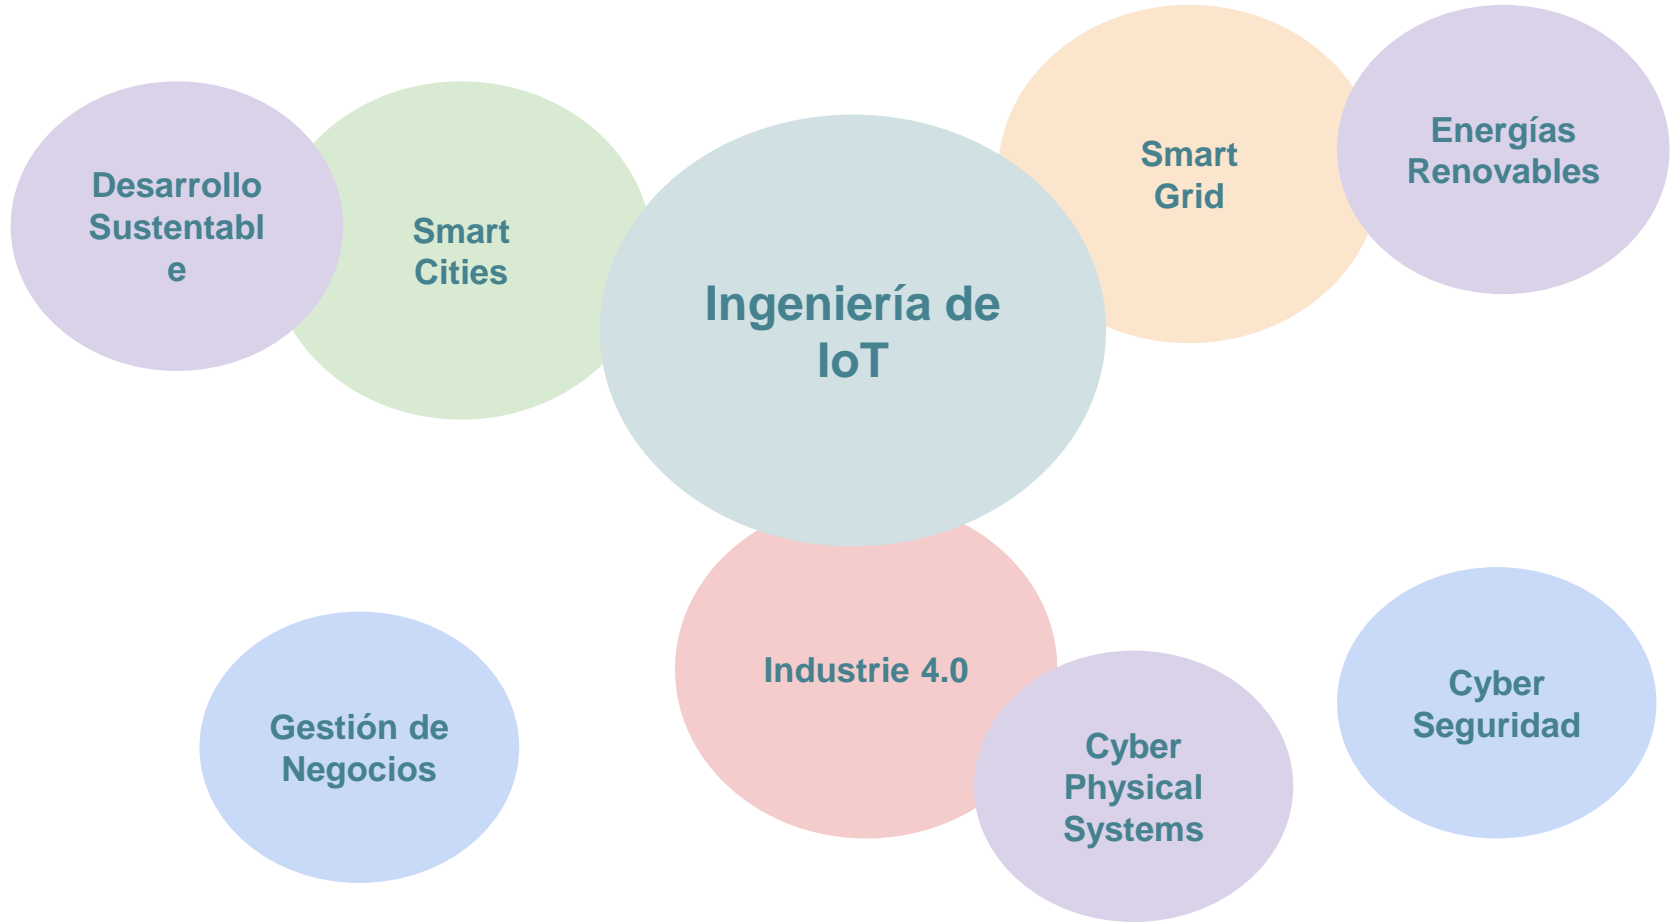 Desarrollo
Sustentabl
e
Smart
Cities
Ingeniería de
IoT
Smart
Grid
Energías
Renovables
Gestión de
Negocios
Industrie 4.0
Cyber
Physical
Systems
Cyber
Seguridad